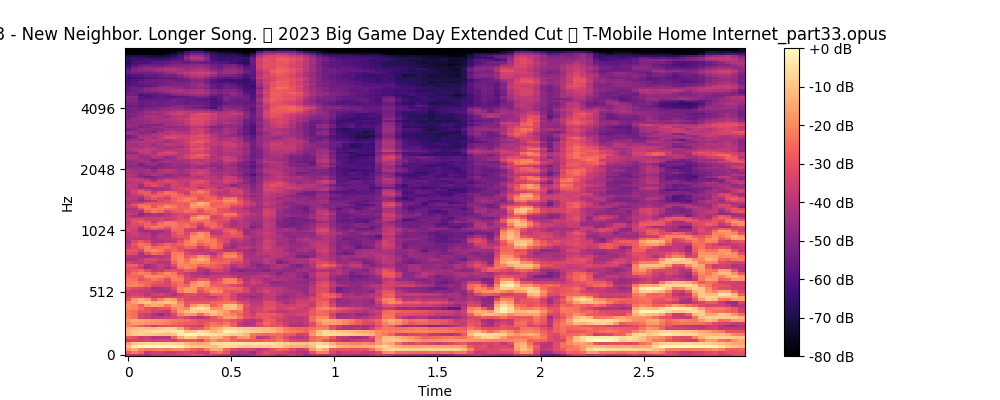 3 - New Neighbor. Longer Song. 2023 Big Game Day Extended Cut T-Mobile Home Internet_part33.opus
Hz
4096
2048
1024
512
0
0 0.5 1 1.5 2 2.5
Time
+0 dB
-10 dB
-20 dB
-30 dB
-40 dB
-50 dB
-60 dB
-70 dB
-80 dB